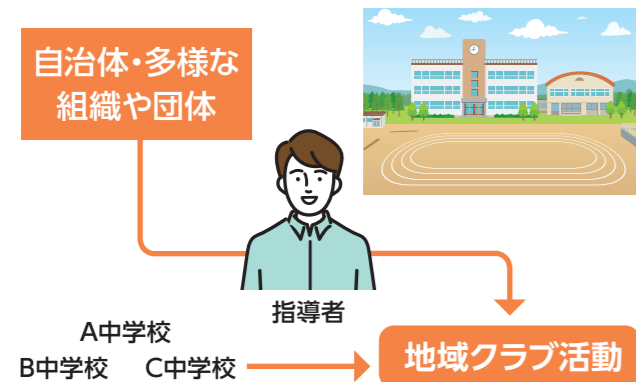 自治体・多様な
組織や団体
指導者
A中学校
B中学校 C中学校
地域クラブ活動